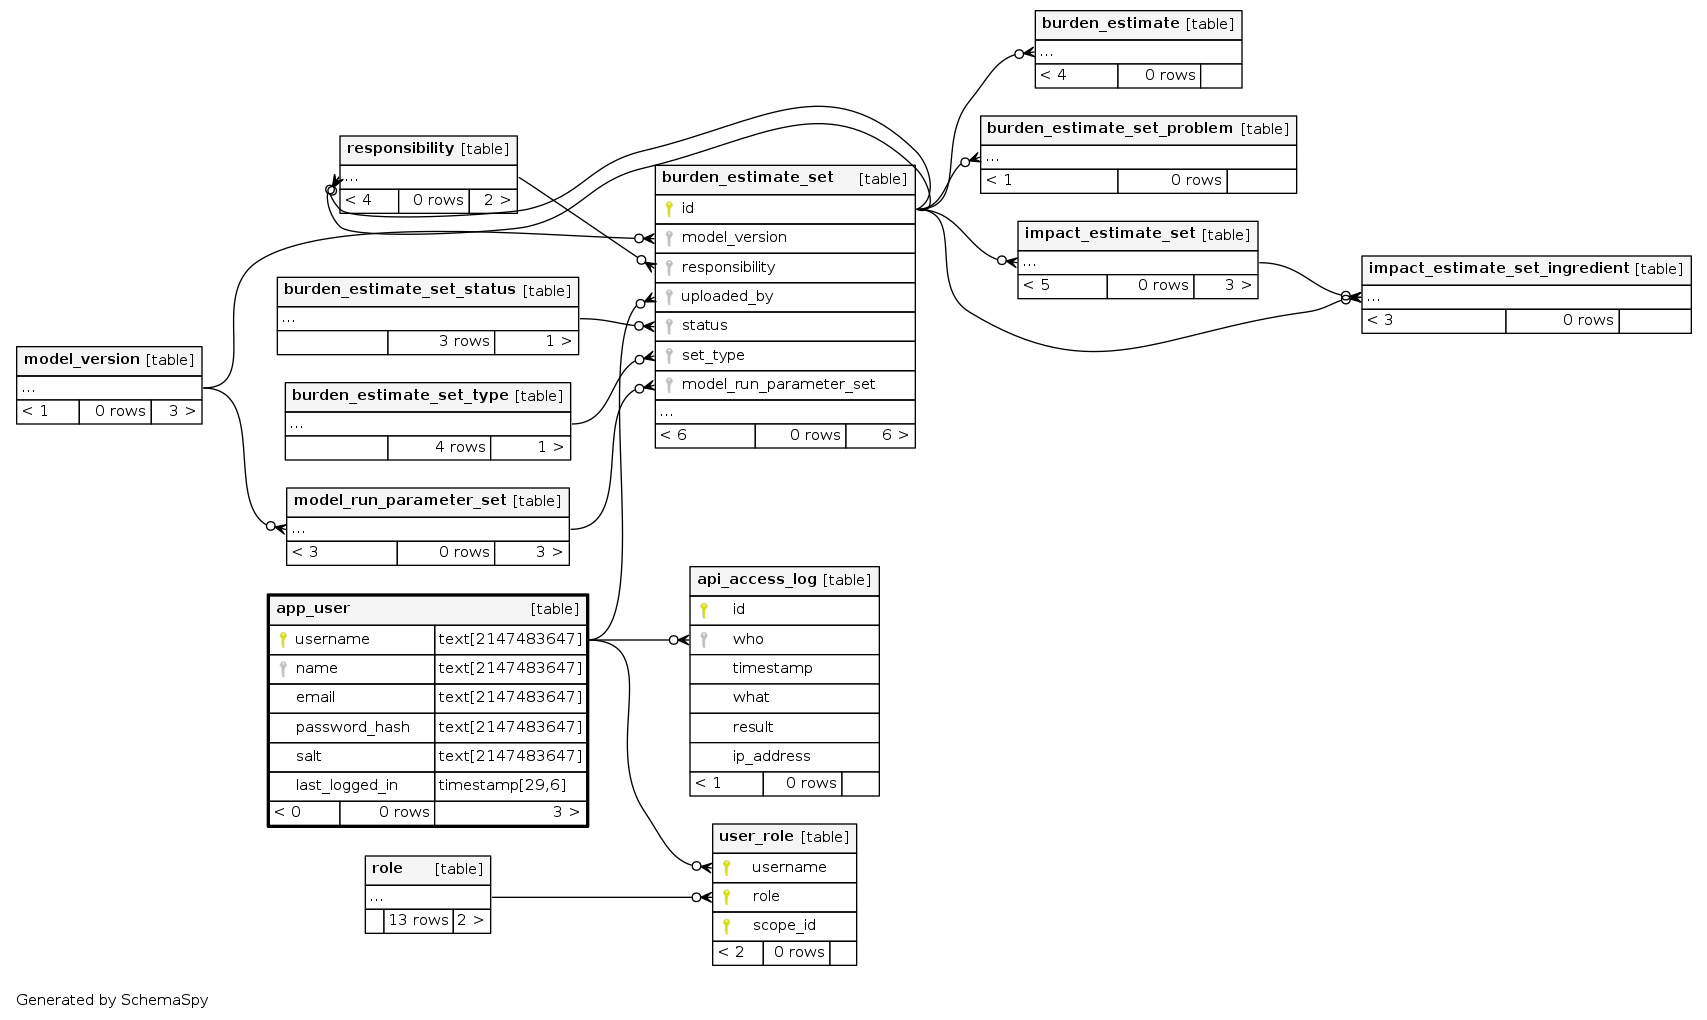 burden_estimate [table]
...
< 4 0 rows
burden_estimate_set_problem [table]
...
< 1 0 rows
responsibility [table]
...
< 4 0 rows 2 >
burden_estimate_set [table]
id
model_version
responsibility
uploaded_by
status
set_type
model_run_parameter_set
...
< 6 0 rows 6 >
impact_estimate_set [table]
...
< 5 0 rows 3 >
impact_estimate_set_ingredient [table]
...
< 3 0 rows
burden_estimate_set_status [table]
...
3 rows 1 >
model_version [table]
...
< 1 0 rows 3 >
burden_estimate_set_type [table]
...
4 rows 1 >
model_run_parameter_set [table]
...
< 3 0 rows 3 >
app_user [table]
username text[2147483647]
name text[2147483647]
email text[2147483647]
password_hash text[2147483647]
salt text[2147483647]
last_logged_in timestamp[29,6]
< 0 0 rows 3 >
api_access_log [table]
id
who
timestamp
what
result
ip_address
< 1 0 rows
user_role [table]
username
role
scope_id
< 2 0 rows
role [table]
...
13 rows 2 >
Generated by SchemaSpy